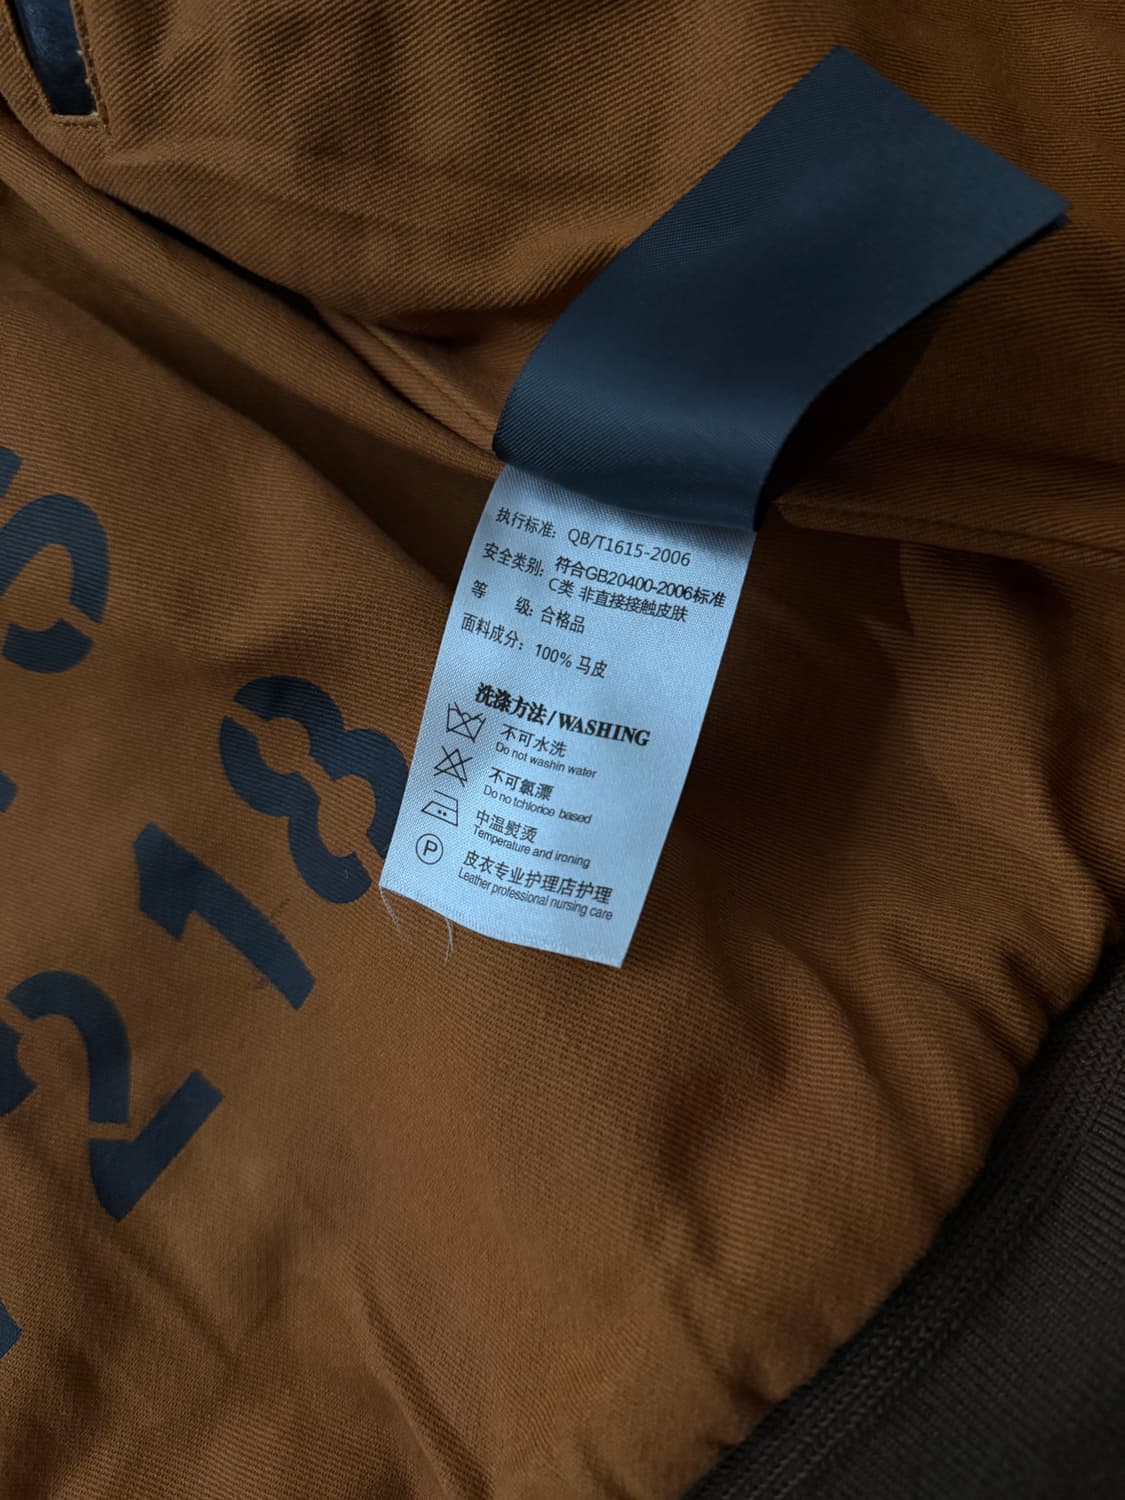 执行标准: QB/T1615-2006
安全类别: 符合GB20400-2006标准
C类 非直接接触皮肤
等 级: 合格品
面料成分: 100% 马皮
洗涤方法/WASHING
不可水洗
Do not washin water
不可氯漂
Do no tchlorice based
中温熨烫
Temperature and ironing
P
皮衣专业护理店护理
Leather professional nursing care
S
218